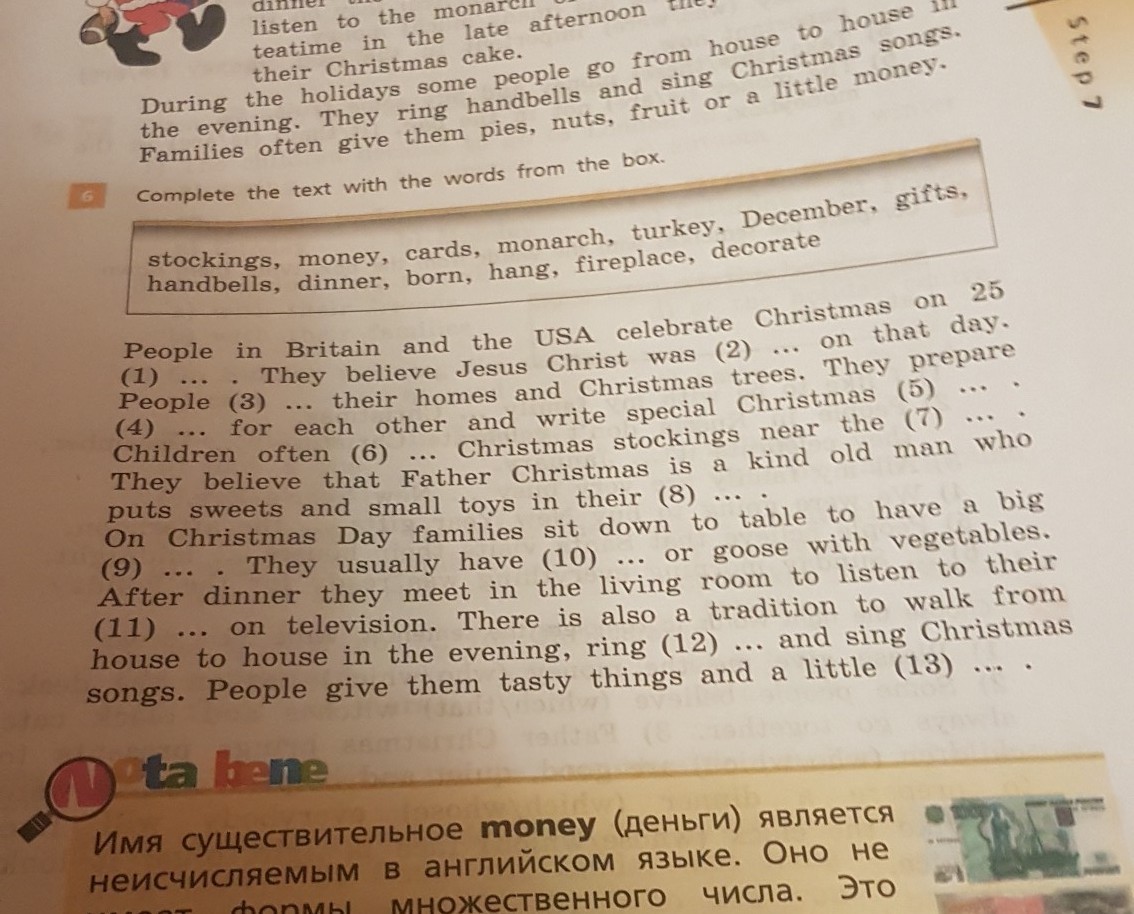 listen to the monarch
teatime in the late afternoon they
their Christmas cake.
During the holidays some people go from house to house in
the evening. They ring handbells and sing Christmas songs.
Families often give them pies, nuts, fruit or a little money.
Step 7
6 Complete the text with the words from the box.
stockings, money, cards, monarch, turkey, December, gifts,
handbells, dinner, born, hang, fireplace, decorate
People in Britain and the USA celebrate Christmas on 25
(1) ... . They believe Jesus Christ was (2) ... on that day.
People (3) ... their homes and Christmas trees. They prepare
(4) ... for each other and write special Christmas (5) ... .
Children often (6) ... Christmas stockings near the (7) ... .
They believe that Father Christmas is a kind old man who
puts sweets and small toys in their (8) ... .
On Christmas Day families sit down to table to have a big
(9) ... . They usually have (10) ... or goose with vegetables.
After dinner they meet in the living room to listen to their
(11) ... on television. There is also a tradition to walk from
house to house in the evening, ring (12) ... and sing Christmas
songs. People give them tasty things and a little (13) ... .
Nota bene
Имя существительное money (деньги) является
неисчисляемым в английском языке. Оно не
формы множественного числа. Это